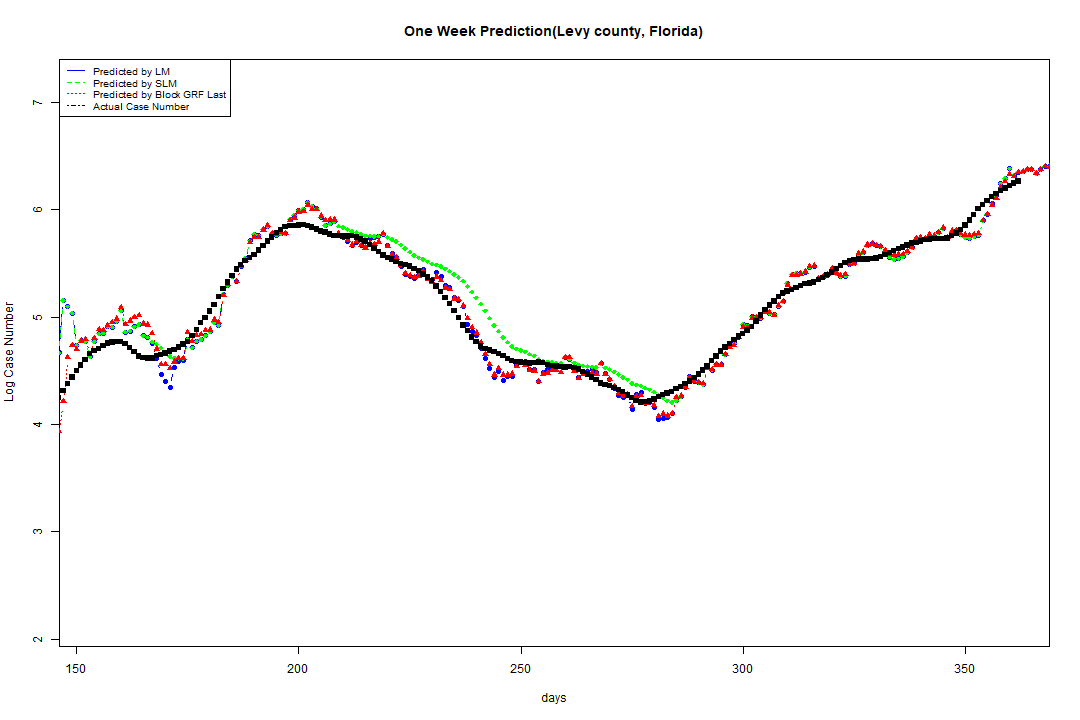 One Week Prediction(Levy county, Florida)
Predicted by LM
Predicted by SLM
Predicted by Block GRF Last
Actual Case Number
7
6
5
4
3
2
Log Case Number
150 200 250 300 350
days